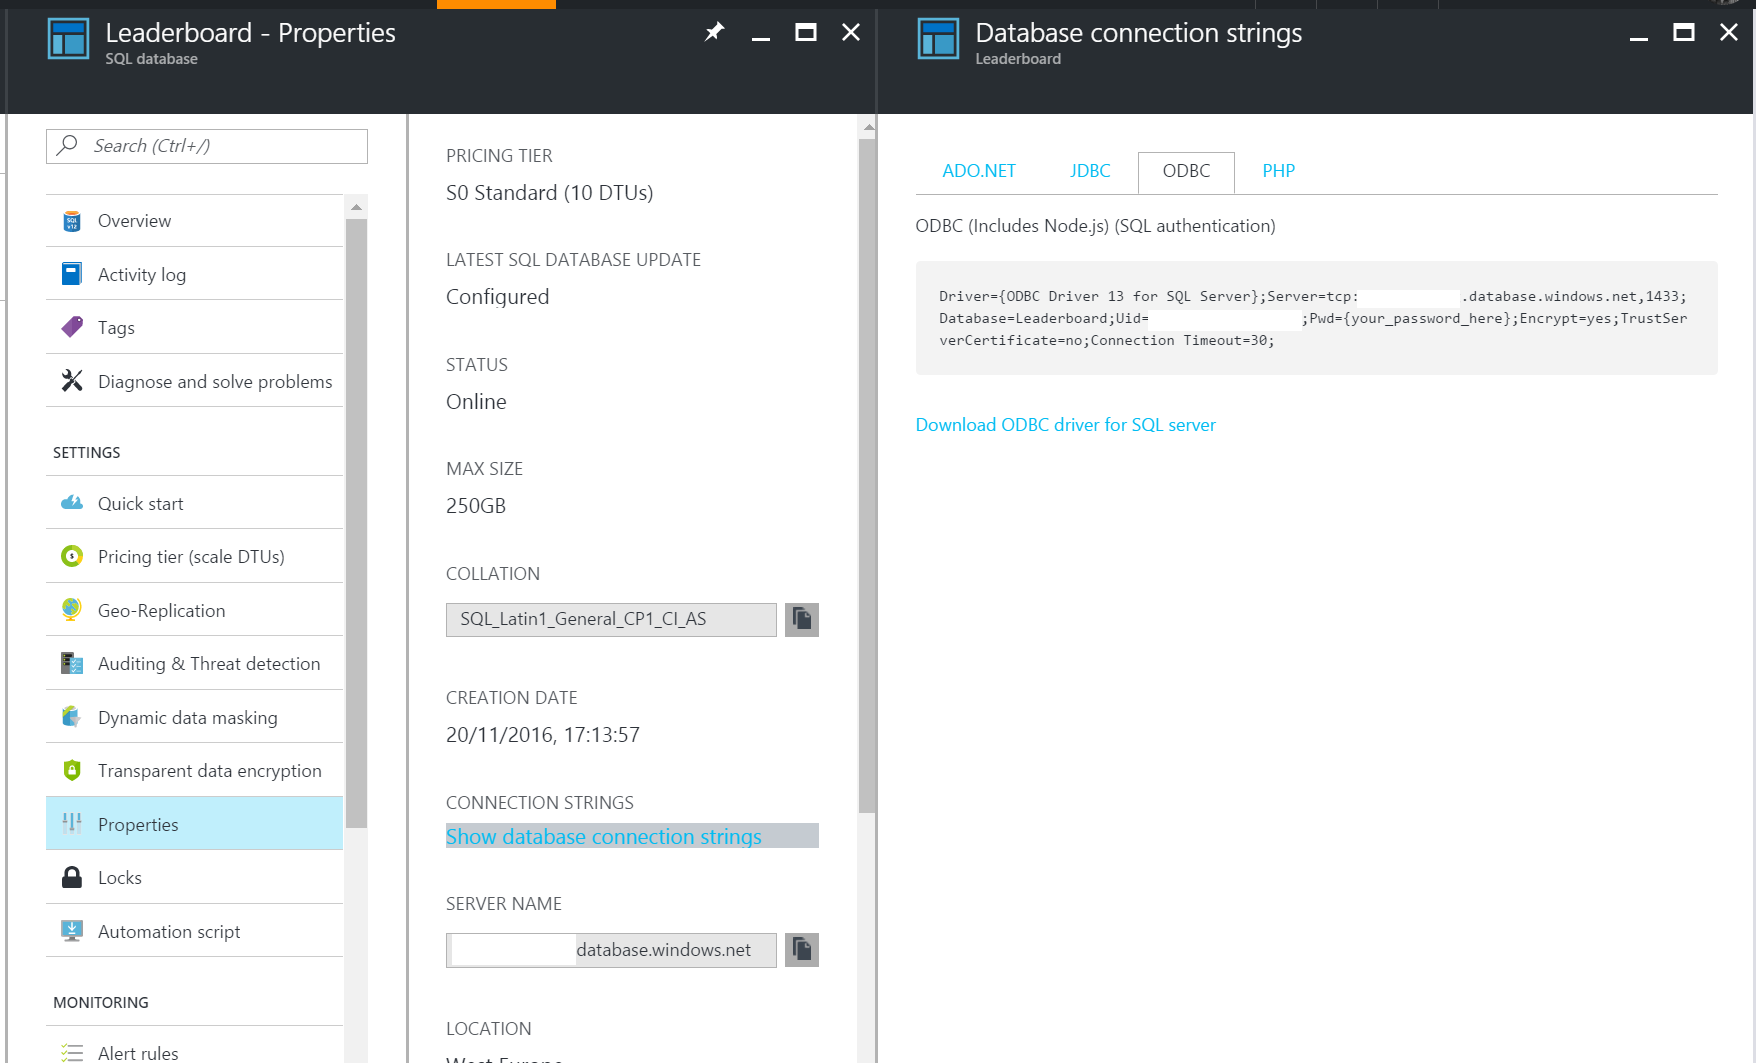 Leaderboard - Properties
SQL database
Search (Ctrl+/)
Overview
Activity log
Tags
Diagnose and solve problems
SETTINGS
Quick start
Pricing tier (scale DTUs)
Geo-Replication
Auditing & Threat detection
Dynamic data masking
Transparent data encryption
Properties
Locks
Automation script
MONITORING
Alert rules
PRICING TIER
S0 Standard (10 DTUs)
LATEST SQL DATABASE UPDATE
Configured
STATUS
Online
MAX SIZE
250GB
COLLATION
SQL_Latin1_General_CP1_CI_AS
CREATION DATE
20/11/2016, 17:13:57
CONNECTION STRINGS
Show database connection strings
SERVER NAME
database.windows.net
LOCATION
West Europe
Database connection strings
Leaderboard
ADO.NET JDBC ODBC PHP
ODBC (Includes Node.js) (SQL authentication)
Driver={ODBC Driver 13 for SQL Server};Server=tcp: .database.windows.net,1433;
Database=Leaderboard;Uid= ;Pwd={your_password_here};Encrypt=yes;TrustSer
verCertificate=no;Connection Timeout=30;
Download ODBC driver for SQL server